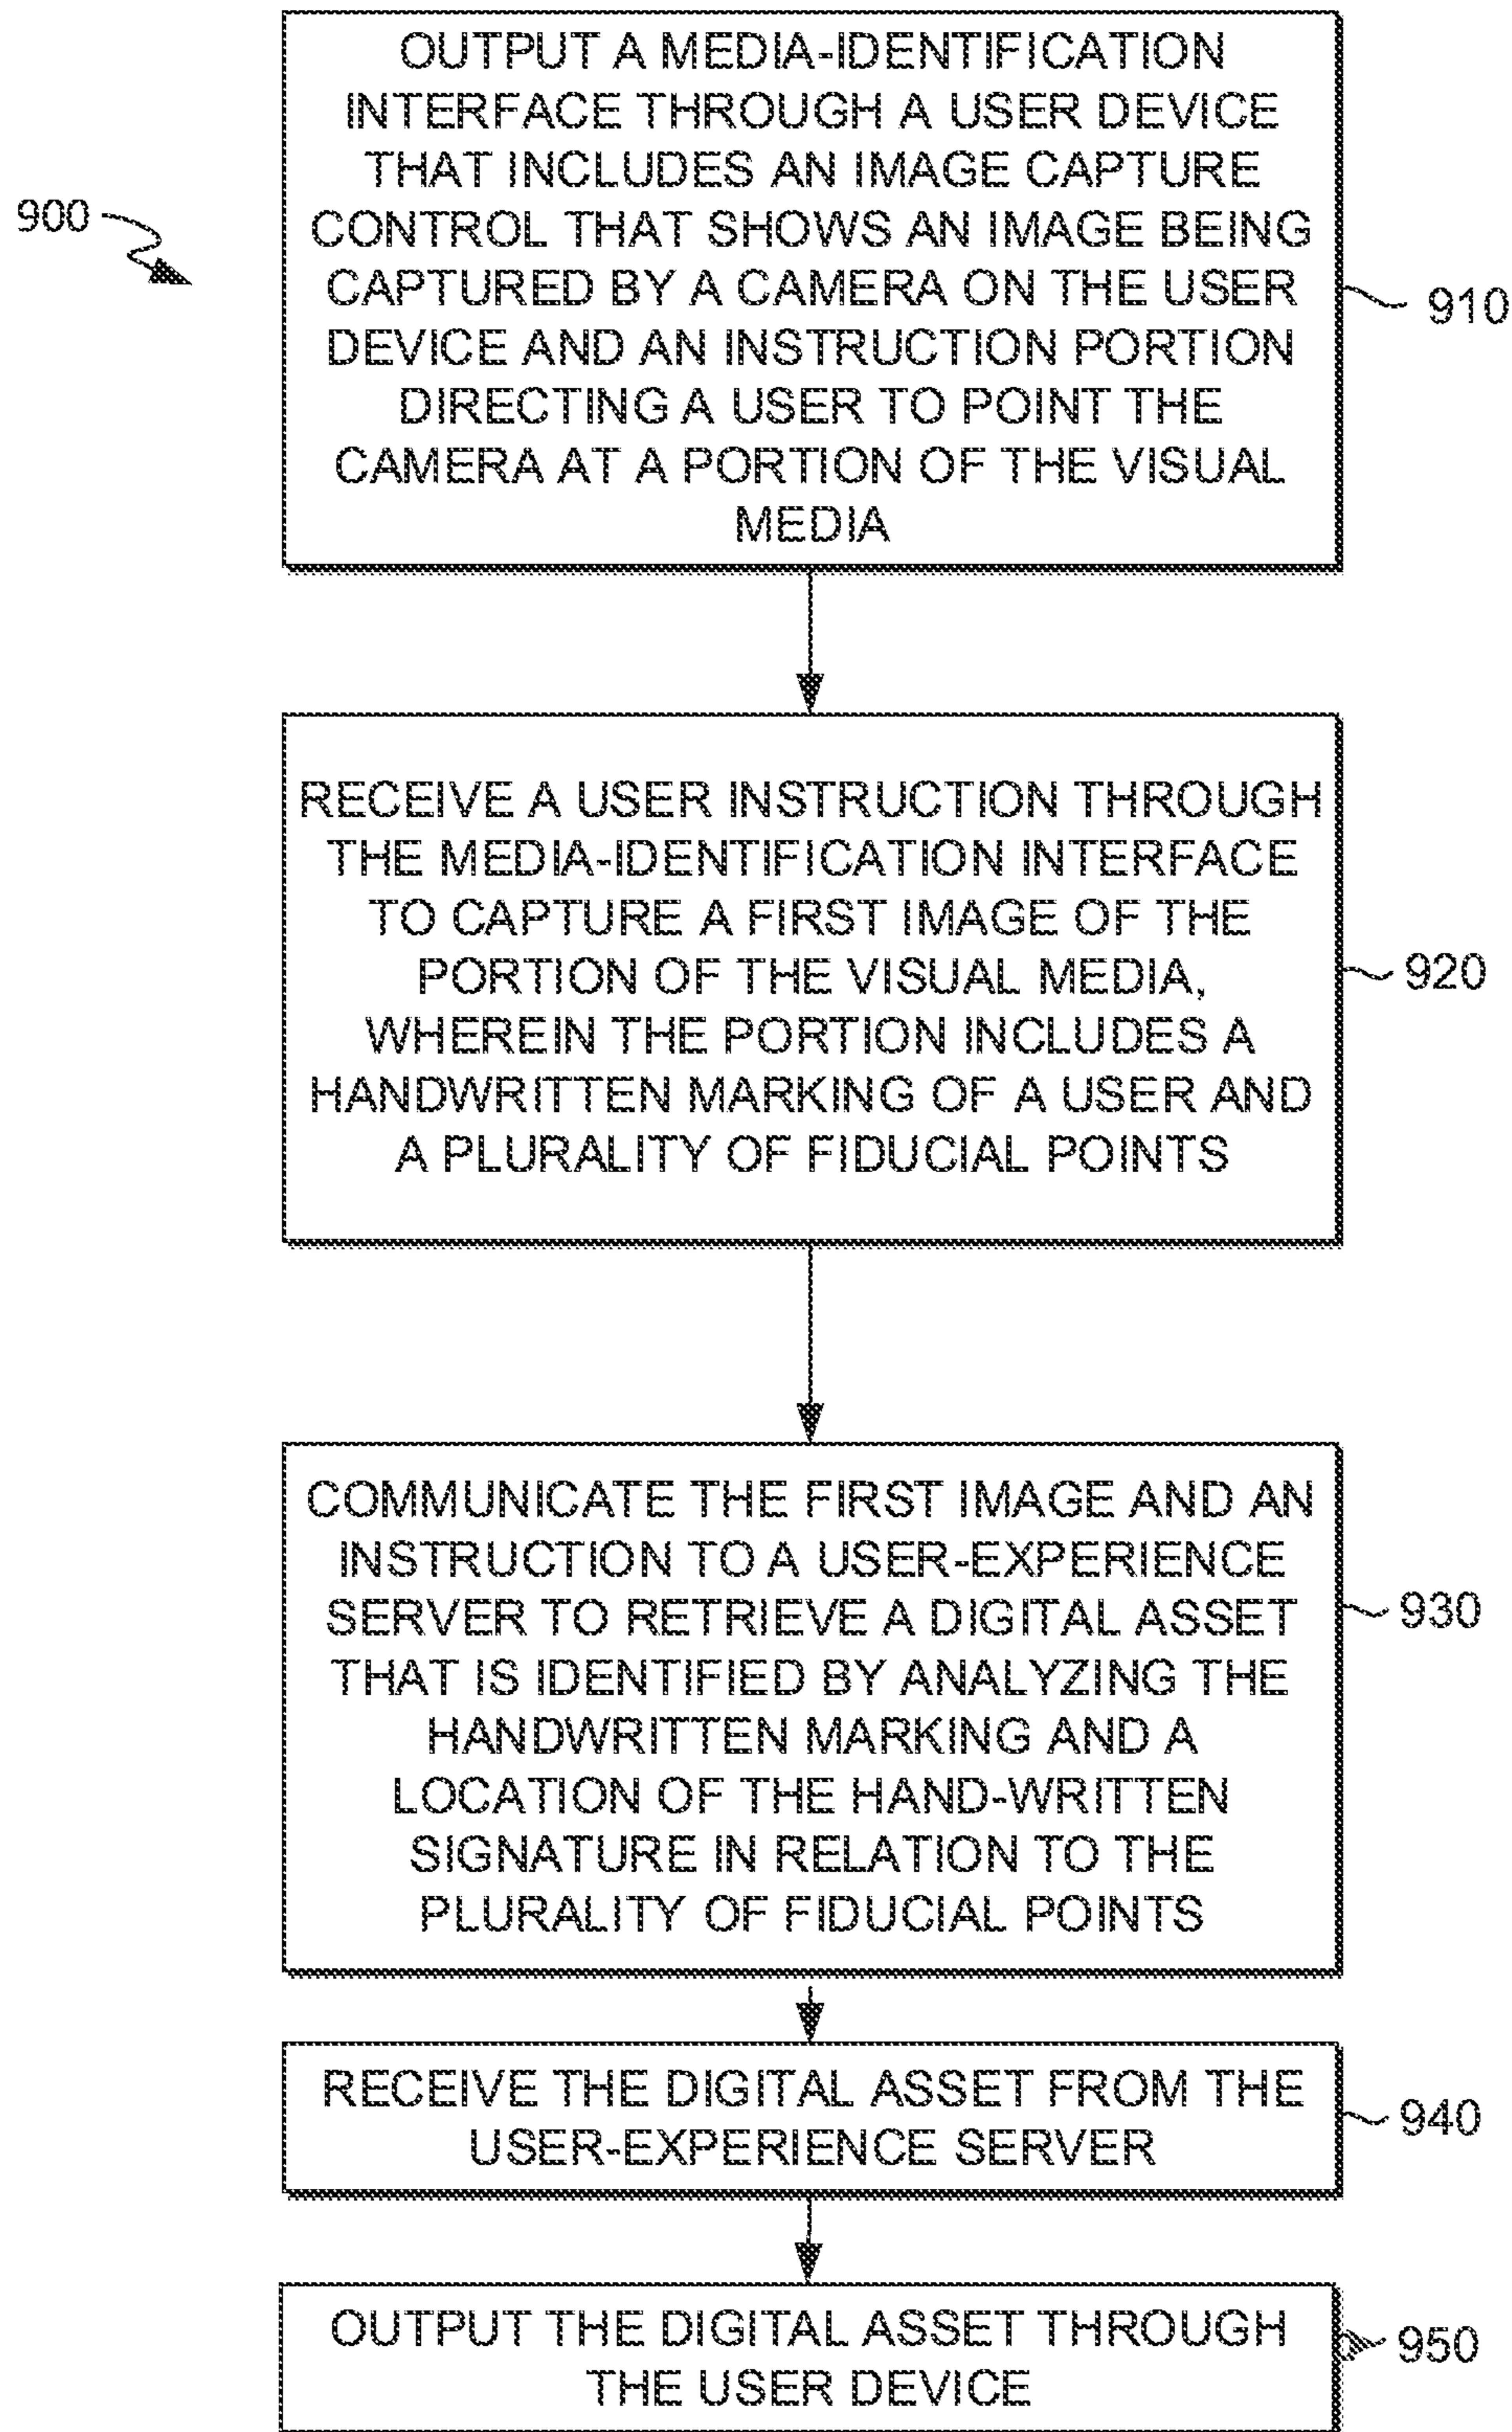 900
OUTPUT A MEDIA-IDENTIFICATION
INTERFACE THROUGH A USER DEVICE
THAT INCLUDES AN IMAGE CAPTURE
CONTROL THAT SHOWS AN IMAGE BEING
CAPTURED BY A CAMERA ON THE USER
DEVICE AND AN INSTRUCTION PORTION
DIRECTING A USER TO POINT THE
CAMERA AT A PORTION OF THE VISUAL
MEDIA
910
RECEIVE A USER INSTRUCTION THROUGH
THE MEDIA-IDENTIFICATION INTERFACE
TO CAPTURE A FIRST IMAGE OF THE
PORTION OF THE VISUAL MEDIA,
WHEREIN THE PORTION INCLUDES A
HANDWRITTEN MARKING OF A USER AND
A PLURALITY OF FIDUCIAL POINTS
920
COMMUNICATE THE FIRST IMAGE AND AN
INSTRUCTION TO A USER-EXPERIENCE
SERVER TO RETRIEVE A DIGITAL ASSET
THAT IS IDENTIFIED BY ANALYZING THE
HANDWRITTEN MARKING AND A
LOCATION OF THE HAND-WRITTEN
SIGNATURE IN RELATION TO THE
PLURALITY OF FIDUCIAL POINTS
930
RECEIVE THE DIGITAL ASSET FROM THE
USER-EXPERIENCE SERVER
940
OUTPUT THE DIGITAL ASSET THROUGH
THE USER DEVICE
950